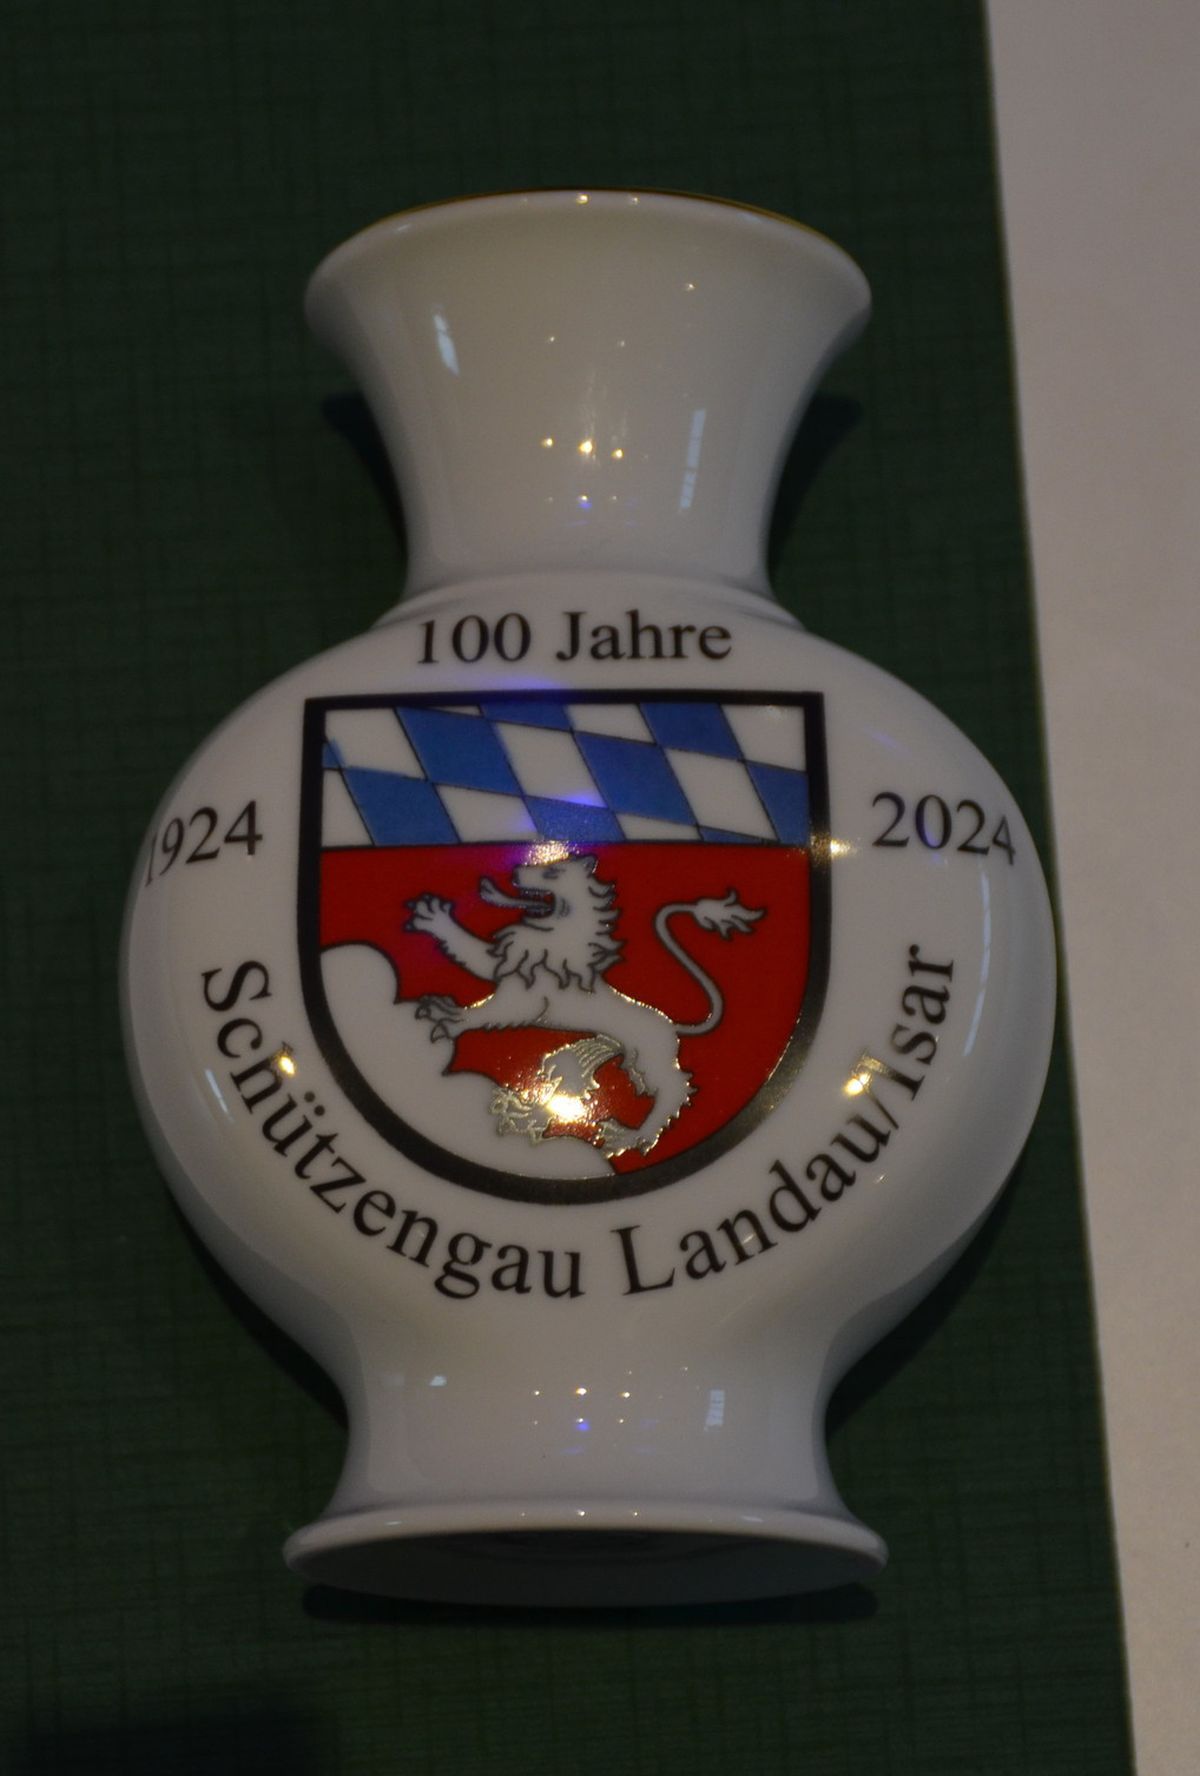 100 Jahre
1924
2024
Schützengau Landau/Isar